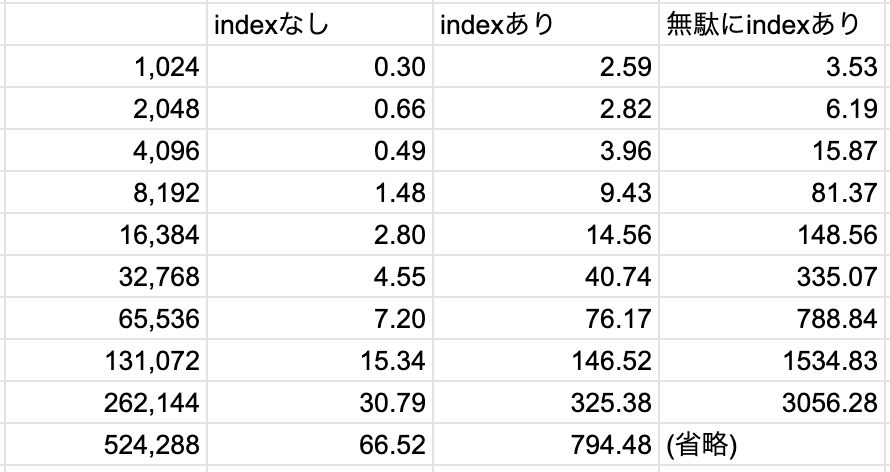 indexなし indexあり 無駄にindexあり
1,024 0.30 2.59 3.53
2,048 0.66 2.82 6.19
4,096 0.49 3.96 15.87
8,192 1.48 9.43 81.37
16,384 2.80 14.56 148.56
32,768 4.55 40.74 335.07
65,536 7.20 76.17 788.84
131,072 15.34 146.52 1534.83
262,144 30.79 325.38 3056.28
524,288 66.52 794.48 (省略)